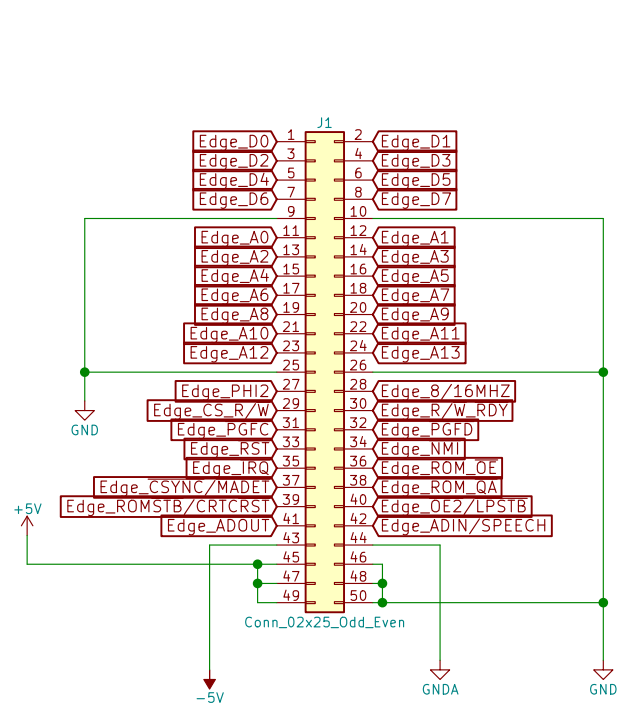 J1
Edge_D0 1 2 Edge_D1
Edge_D2 3 4 Edge_D3
Edge_D4 5 6 Edge_D5
Edge_D6 7 8 Edge_D7
9 10
Edge_A0 11 12 Edge_A1
Edge_A2 13 14 Edge_A3
Edge_A4 15 16 Edge_A5
Edge_A6 17 18 Edge_A7
Edge_A8 19 20 Edge_A9
Edge_A10 21 22 Edge_A11
Edge_A12 23 24 Edge_A13
25 26
Edge_PHI2 27 28 Edge_8/16MHZ
Edge_CS_R/W 29 30 Edge_R/W_RDY
GND
Edge_PGFC 31 32 Edge_PGFD
Edge_RST 33 34 Edge_NMI
Edge_IRQ 35 36 Edge_ROM_OE
Edge_CSYNC/MADET 37 38 Edge_ROM_QA
+5V
Edge_ROMSTB/CRTCRST 39 40 Edge_OE2/LPSTB
Edge_ADOUT 41 42 Edge_ADIN/SPEECH
43 44
45 46
47 48
49 50
Conn_02x25_Odd_Even
-5V
GNDA
GND